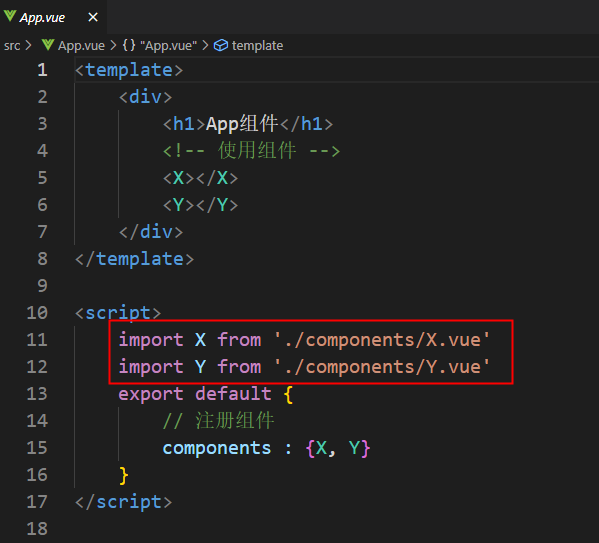 App.vue ×
src > App.vue > {} "App.vue" > template
1 <template>
2 <div>
3 <h1>App组件</h1>
4 <!-- 使用组件 -->
5 <X></X>
6 <Y></Y>
7 </div>
8 </template>
9
10 <script>
11 import X from './components/X.vue'
12 import Y from './components/Y.vue'
13 export default {
14 // 注册组件
15 components : {X, Y}
16 }
17 </script>
18